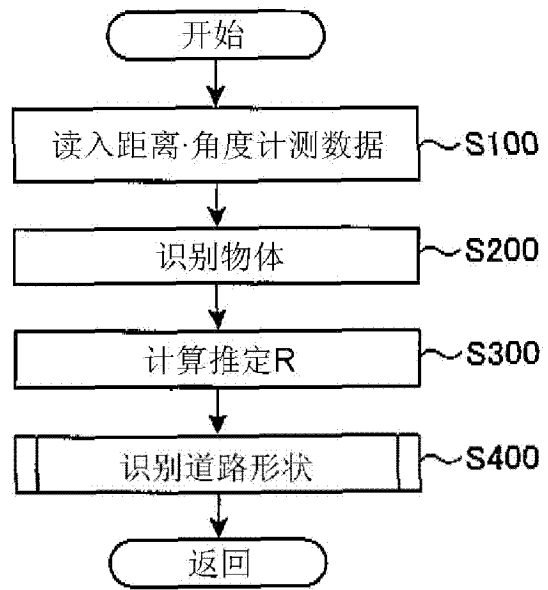 开始
读入距离·角度计测数据
S100
识别物体
S200
计算推定R
S300
识别道路形状
S400
返回